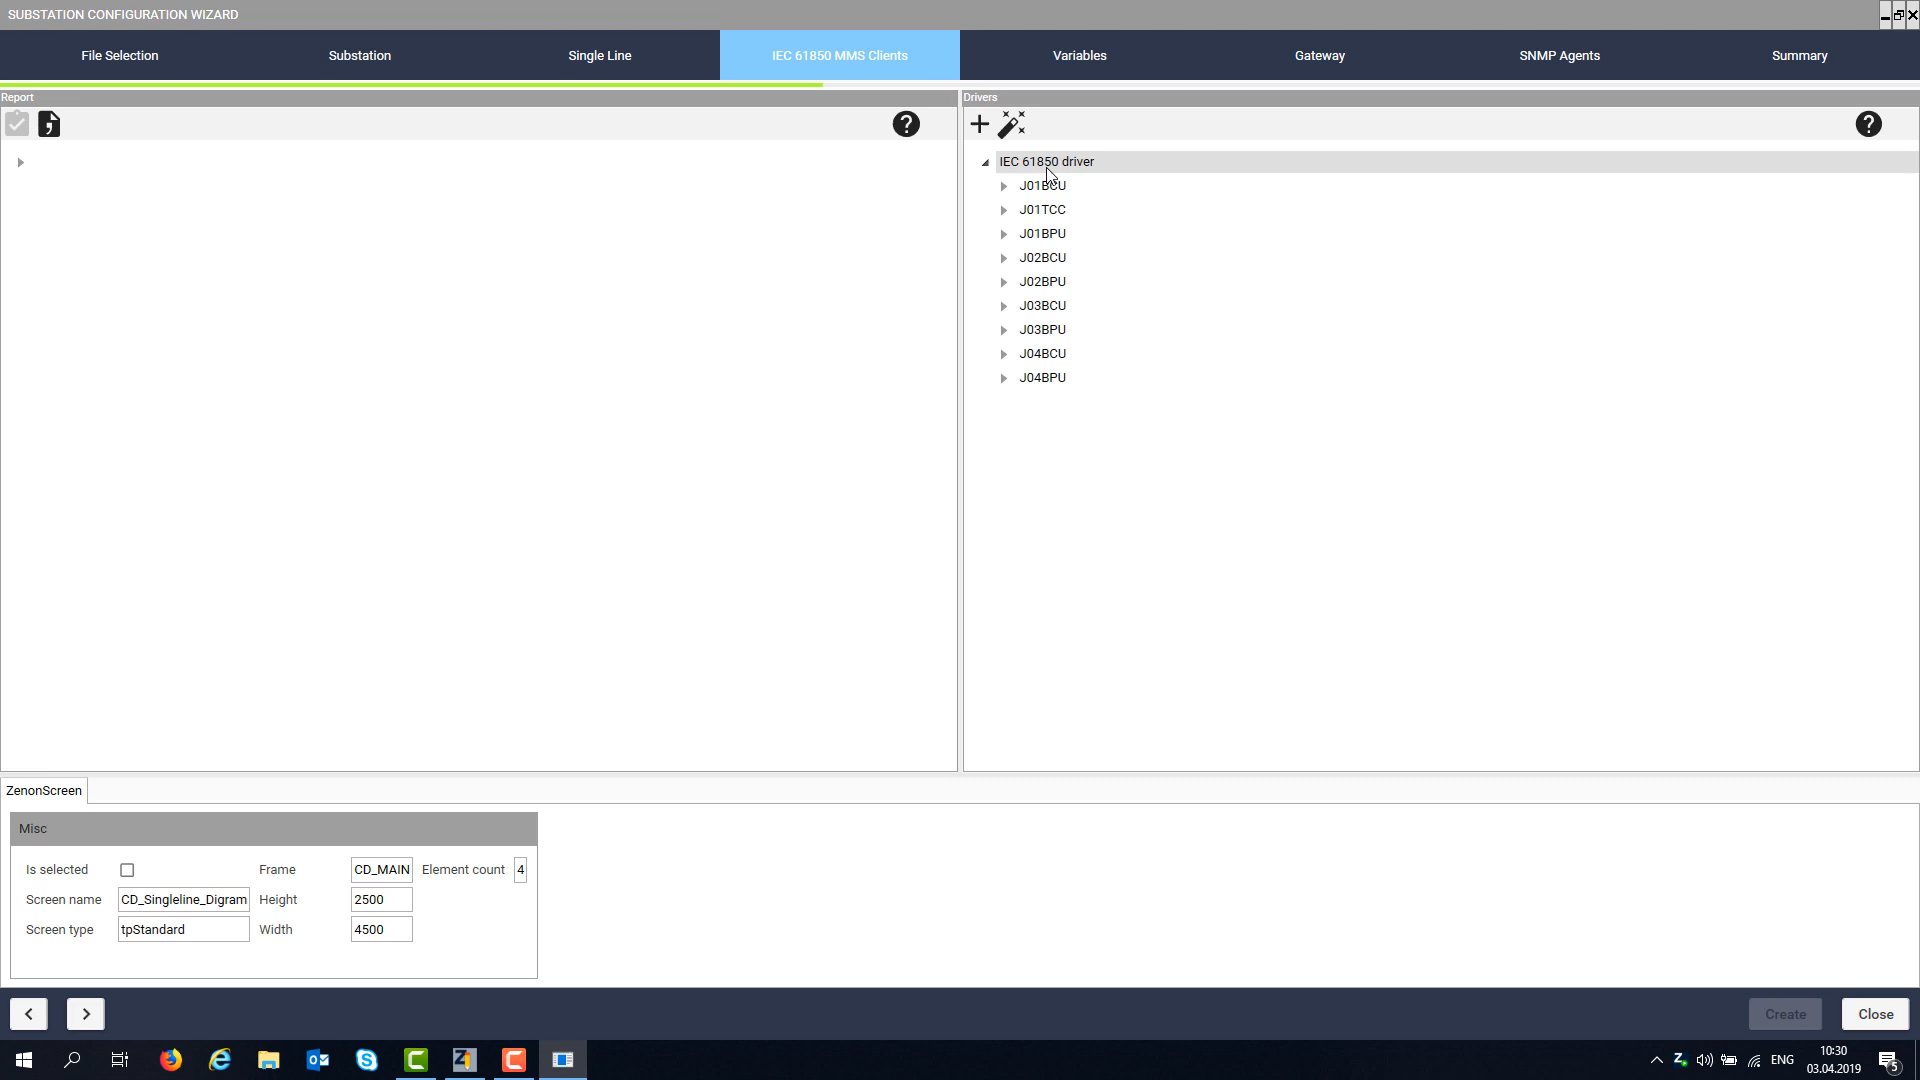 SUBSTATION CONFIGURATION WIZARD
File Selection
Substation
Single Line
IEC 61850 MMS Clients
Variables
Gateway
SNMP Agents
Summary
Report
Drivers
IEC 61850 driver
J01BCU
J01TCC
J01BPU
J02BCU
J02BPU
J03BCU
J03BPU
J04BCU
J04BPU
ZenonScreen
Misc
Is selected
Frame CD_MAIN Element count 4
Screen name CD_Singleline_Digram Height 2500
Screen type tpStandard Width 4500
Create
Close
ENG
10:30
03.04.2019
5